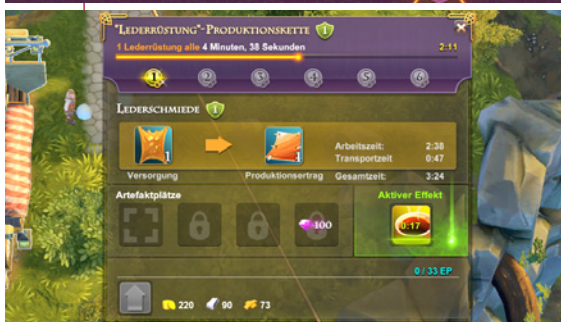 "Lederrüstung"-Produktionskette 1
1 Lederrüstung alle 4 Minuten, 38 Sekunden 2:11
1 2 3 4 5 6
Lederschmiede 1
1 1
Arbeitszeit: 2:38
Transportzeit 0:47
Versorgung Produktionsertrag Gesamtzeit: 3:24
Artefaktplätze Aktiver Effekt
100 0:17
0 / 33 EP
220 90 73